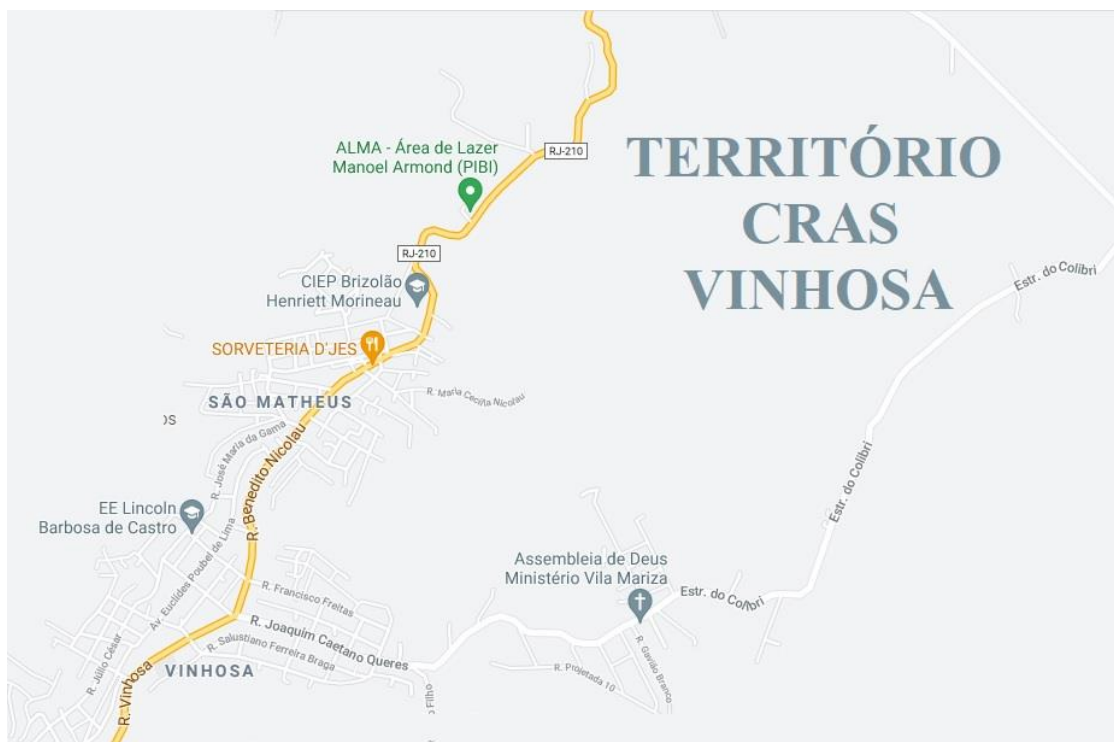 TERRITÓRIO
CRAS
VINHOSA
RJ-210
ALMA - Área de Lazer
Manoel Armond (PIBI)
RJ-210
Estr. do Colibri
CIEP Brizolão
Henriett Morineau
SORVETERIA D'JES
R. Maria Cecília Nicolau
SÃO MATHEUS
os
R. José Maria da Gama
R. Benedito Nicolau
Estr. do Colibri
EE Lincoln
Barbosa de Castro
Av. Euclides Poubel de Lima
Assembleia de Deus
Ministério Vila Mariza
R. Francisco Freitas
Estr. do Colibri
R. Joaquim Caetano Queres
R. Salustiano Ferreira Braga
R. Júlio César
VINHOSA
R. Projetada 10
R. Gavião Branco
R. Vinhosa
Filho